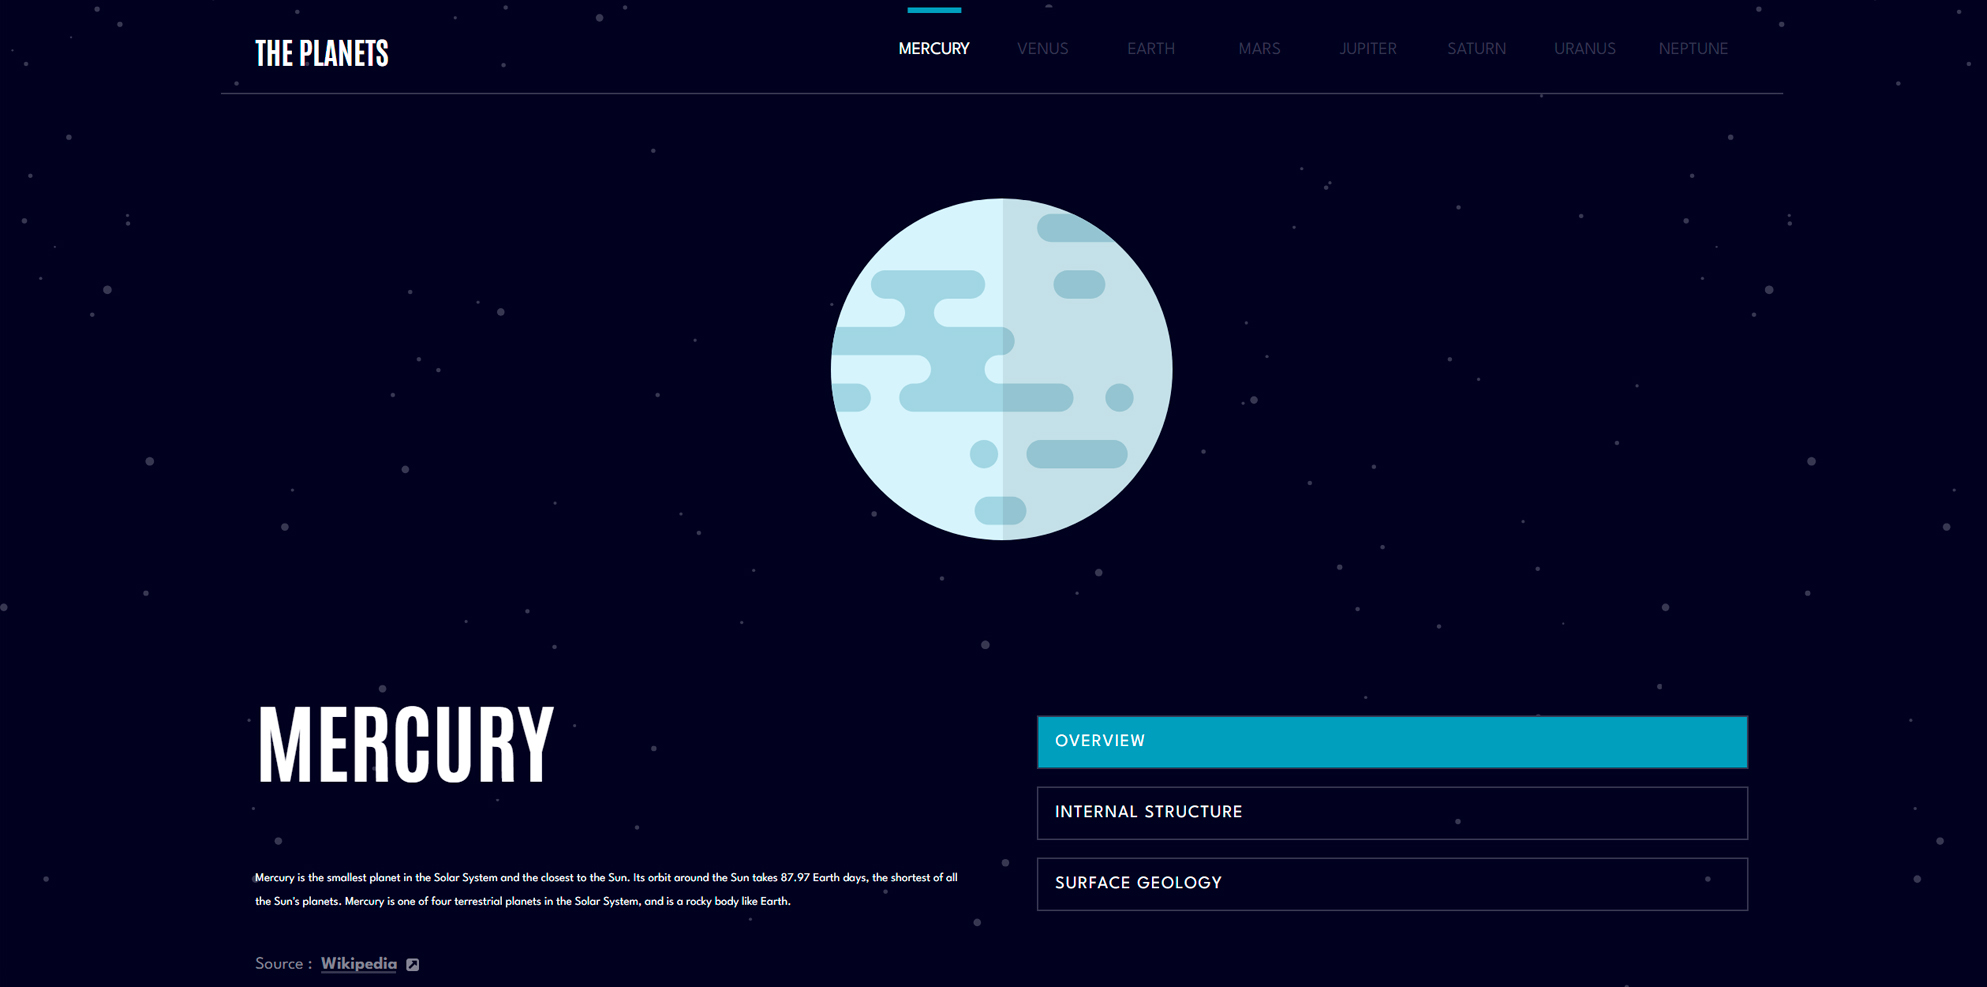 THE PLANETS
MERCURY VENUS EARTH MARS JUPITER SATURN URANUS NEPTUNE
MERCURY
Mercury is the smallest planet in the Solar System and the closest to the Sun. Its orbit around the Sun takes 87.97 Earth days, the shortest of all
the Sun's planets. Mercury is one of four terrestrial planets in the Solar System, and is a rocky body like Earth.
Source : Wikipedia
OVERVIEW
INTERNAL STRUCTURE
SURFACE GEOLOGY